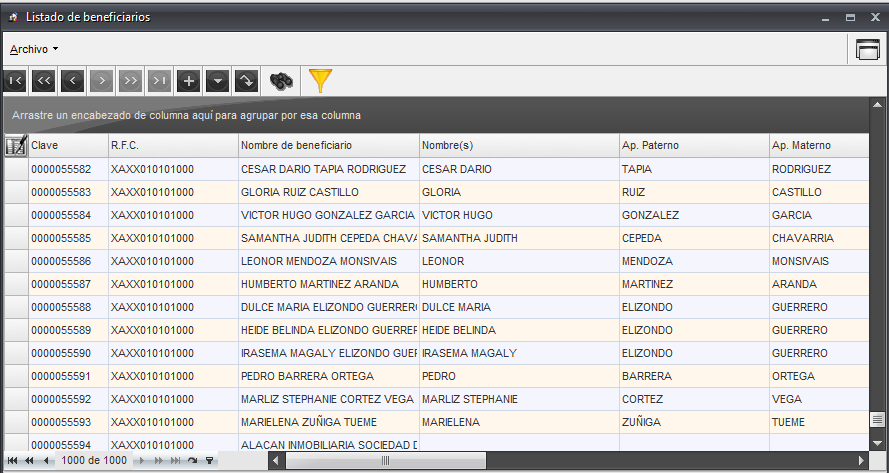 Listado de beneficiarios
Archivo
Arrastre un encabezado de columna aquí para agrupar por esa columna
Clave R.F.C. Nombre de beneficiario Nombre(s) Ap. Paterno Ap. Materno
0000055582 XAXX010101000 CESAR DARIO TAPIA RODRIGUEZ CESAR DARIO TAPIA RODRIGUEZ
0000055583 XAXX010101000 GLORIA RUIZ CASTILLO GLORIA RUIZ CASTILLO
0000055584 XAXX010101000 VICTOR HUGO GONZALEZ GARCIA VICTOR HUGO GONZALEZ GARCIA
0000055585 XAXX010101000 SAMANTHA JUDITH CEPEDA CHAVA SAMANTHA JUDITH CEPEDA CHAVARRIA
0000055586 XAXX010101000 LEONOR MENDOZA MONSIVAIS LEONOR MENDOZA MONSIVAIS
0000055587 XAXX010101000 HUMBERTO MARTINEZ ARANDA HUMBERTO MARTINEZ ARANDA
0000055588 XAXX010101000 DULCE MARIA ELIZONDO GUERRER DULCE MARIA ELIZONDO GUERRERO
0000055589 XAXX010101000 HEIDE BELINDA ELIZONDO GUERRER HEIDE BELINDA ELIZONDO GUERRERO
0000055590 XAXX010101000 IRASEMA MAGALY ELIZONDO GUER IRASEMA MAGALY ELIZONDO GUERRERO
0000055591 XAXX010101000 PEDRO BARRERA ORTEGA PEDRO BARRERA ORTEGA
0000055592 XAXX010101000 MARLIZ STEPHANIE CORTEZ VEGA MARLIZ STEPHANIE CORTEZ VEGA
0000055593 XAXX010101000 MARIELENA ZUÑIGA TUEME MARIELENA ZUÑIGA TUEME
0000055594 XAXX010101000 ALACAN INMOBILIARIA SOCIEDAD D
1000 de 1000